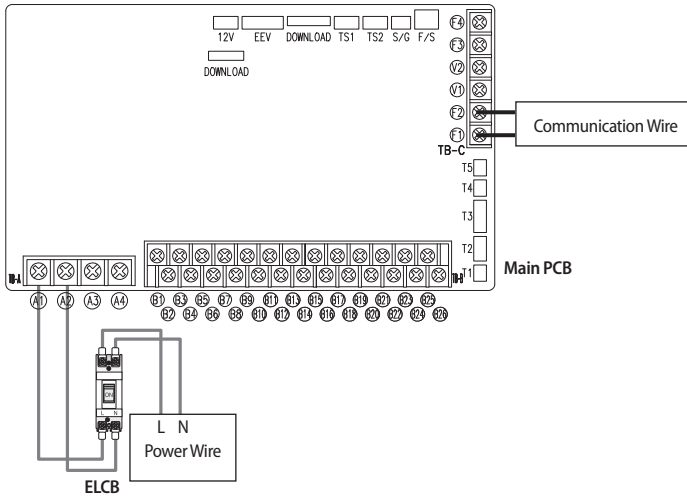 12V EEV DOWNLOAD TS1 TS2 S/G F/S
DOWNLOAD
F4
F3
V2
V1
F2
F1
TB-C
Communication Wire
T5
T4
T3
T2
T1
Main PCB
TB-A
TB-B
A1 A2 A3 A4
B1 B3 B5 B7 B9 B11 B13 B15 B17 B19 B21 B23 B25
B2 B4 B6 B8 B10 B12 B14 B16 B18 B20 B22 B24 B26
ON
L N
L N
Power Wire
ELCB